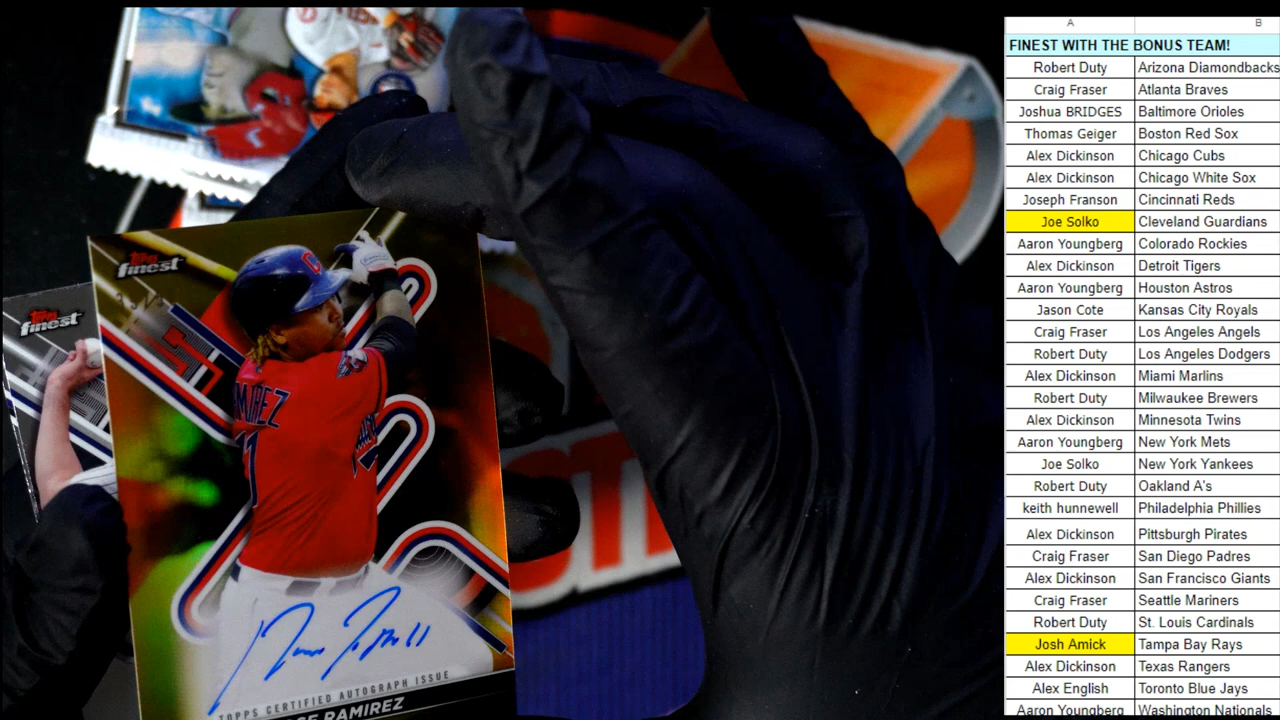 A B
FINEST WITH THE BONUS TEAM!
Robert Duty Arizona Diamondbacks
Craig Fraser Atlanta Braves
Joshua BRIDGES Baltimore Orioles
Thomas Geiger Boston Red Sox
Alex Dickinson Chicago Cubs
Alex Dickinson Chicago White Sox
Joseph Franson Cincinnati Reds
Joe Solko Cleveland Guardians
Aaron Youngberg Colorado Rockies
Alex Dickinson Detroit Tigers
Aaron Youngberg Houston Astros
Jason Cote Kansas City Royals
Craig Fraser Los Angeles Angels
Robert Duty Los Angeles Dodgers
Alex Dickinson Miami Marlins
Robert Duty Milwaukee Brewers
Alex Dickinson Minnesota Twins
Aaron Youngberg New York Mets
Joe Solko New York Yankees
Robert Duty Oakland A's
keith hunnewell Philadelphia Phillies
Alex Dickinson Pittsburgh Pirates
Craig Fraser San Diego Padres
Alex Dickinson San Francisco Giants
Craig Fraser Seattle Mariners
Robert Duty St. Louis Cardinals
Josh Amick Tampa Bay Rays
Alex Dickinson Texas Rangers
Alex English Toronto Blue Jays
Aaron Youngberg Washington Nationals
Topps
finest
Topps
finest
C
MIREZ
11
TOPPS CERTIFIED AUTOGRAPH ISSUE
RAMIREZ